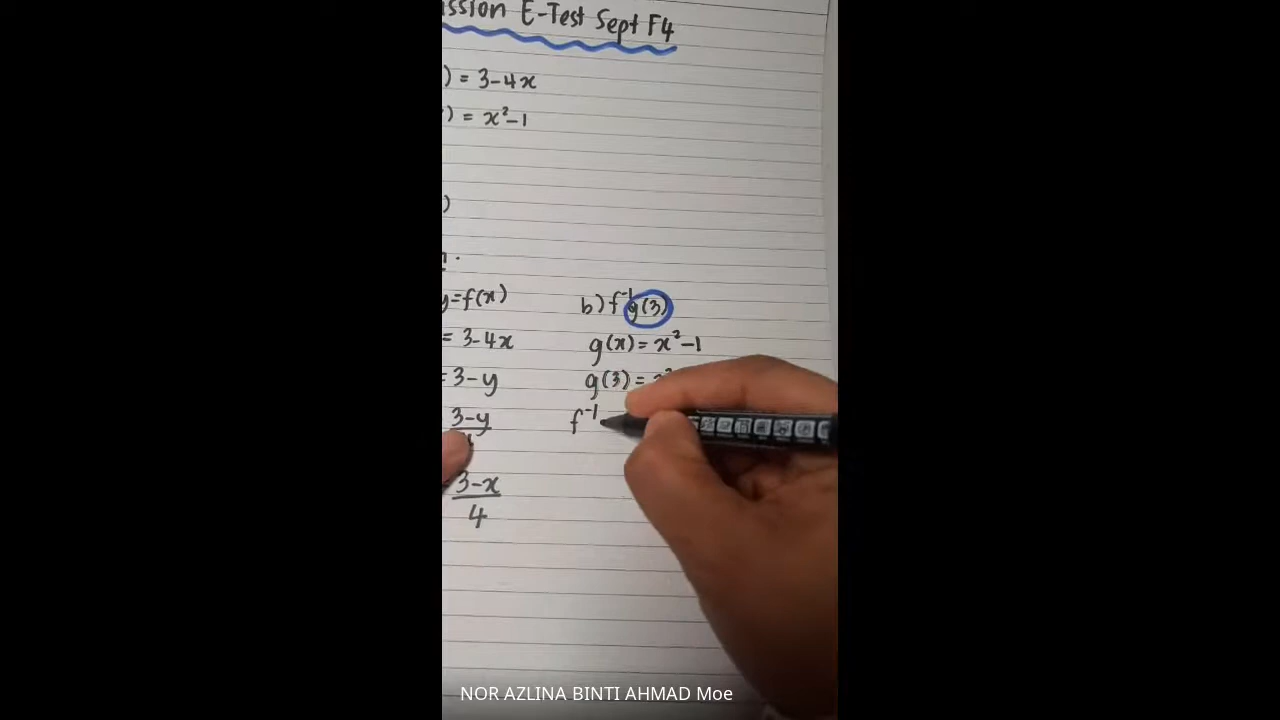 ssion E-Test Sept F4
) = 3-4x
) = x²-1
)
y=f(x)
= 3-4x
= 3-y
3-y
3-x
4
b) f⁻¹g(3)
g(x) = x²-1
g(3) =
f⁻¹
NOR AZLINA BINTI AHMAD Moe